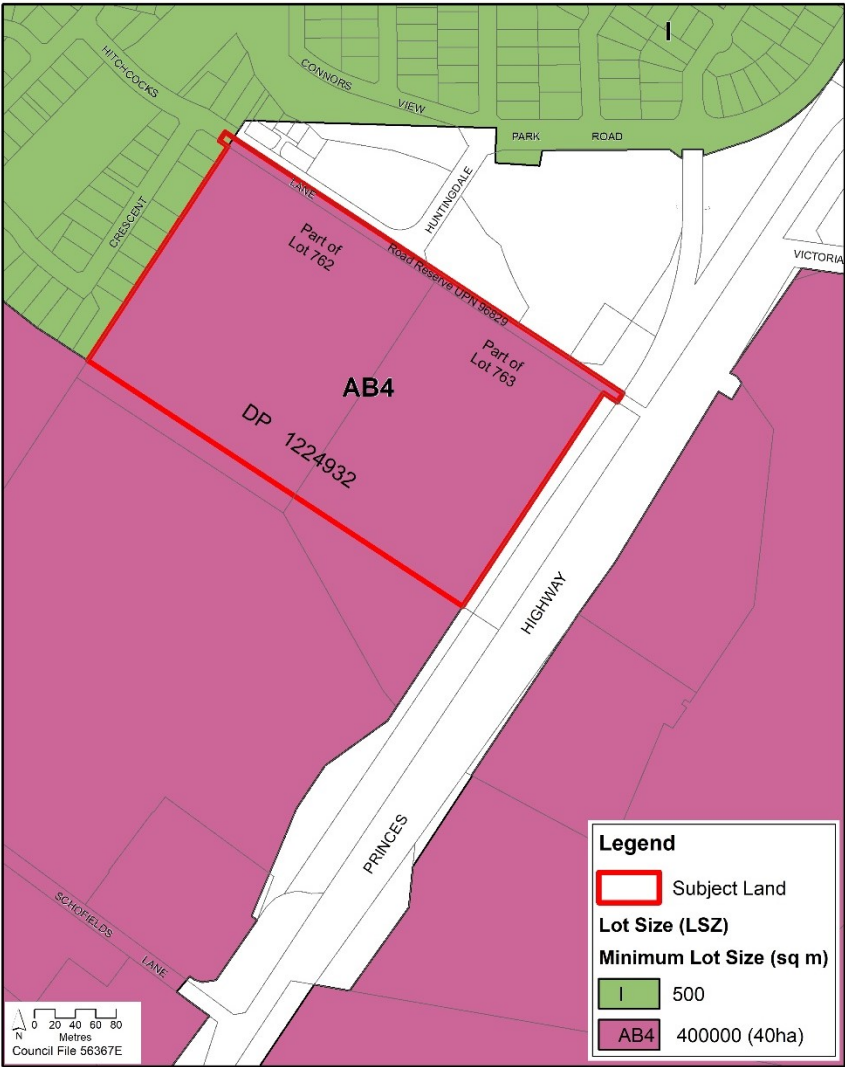 I
HITCHCOCKS
CONNORS
VIEW
PARK ROAD
LANE
HUNTINGDALE
CRESCENT
VICTORIA
Part of
Lot 762
Road Reserve UPN 96829
Part of
Lot 763
AB4
DP 1224932
HIGHWAY
PRINCES
SCHOFIELDS
LANE
Legend
Subject Land
Lot Size (LSZ)
Minimum Lot Size (sq m)
I 500
AB4 400000 (40ha)
N
0 20 40 60 80
Metres
Council File 56367E